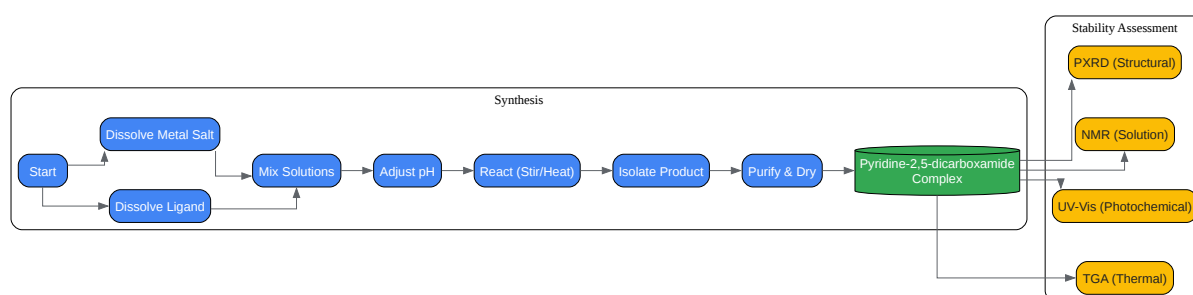 Stability Assessment
PXRD (Structural)
Synthesis
Dissolve Metal Salt
NMR (Solution)
Start
Mix Solutions
Adjust pH
React (Stir/Heat)
Isolate Product
Purify & Dry
Pyridine-2,5-dicarboxamide
Complex
Dissolve Ligand
UV-Vis (Photochemical)
TGA (Thermal)